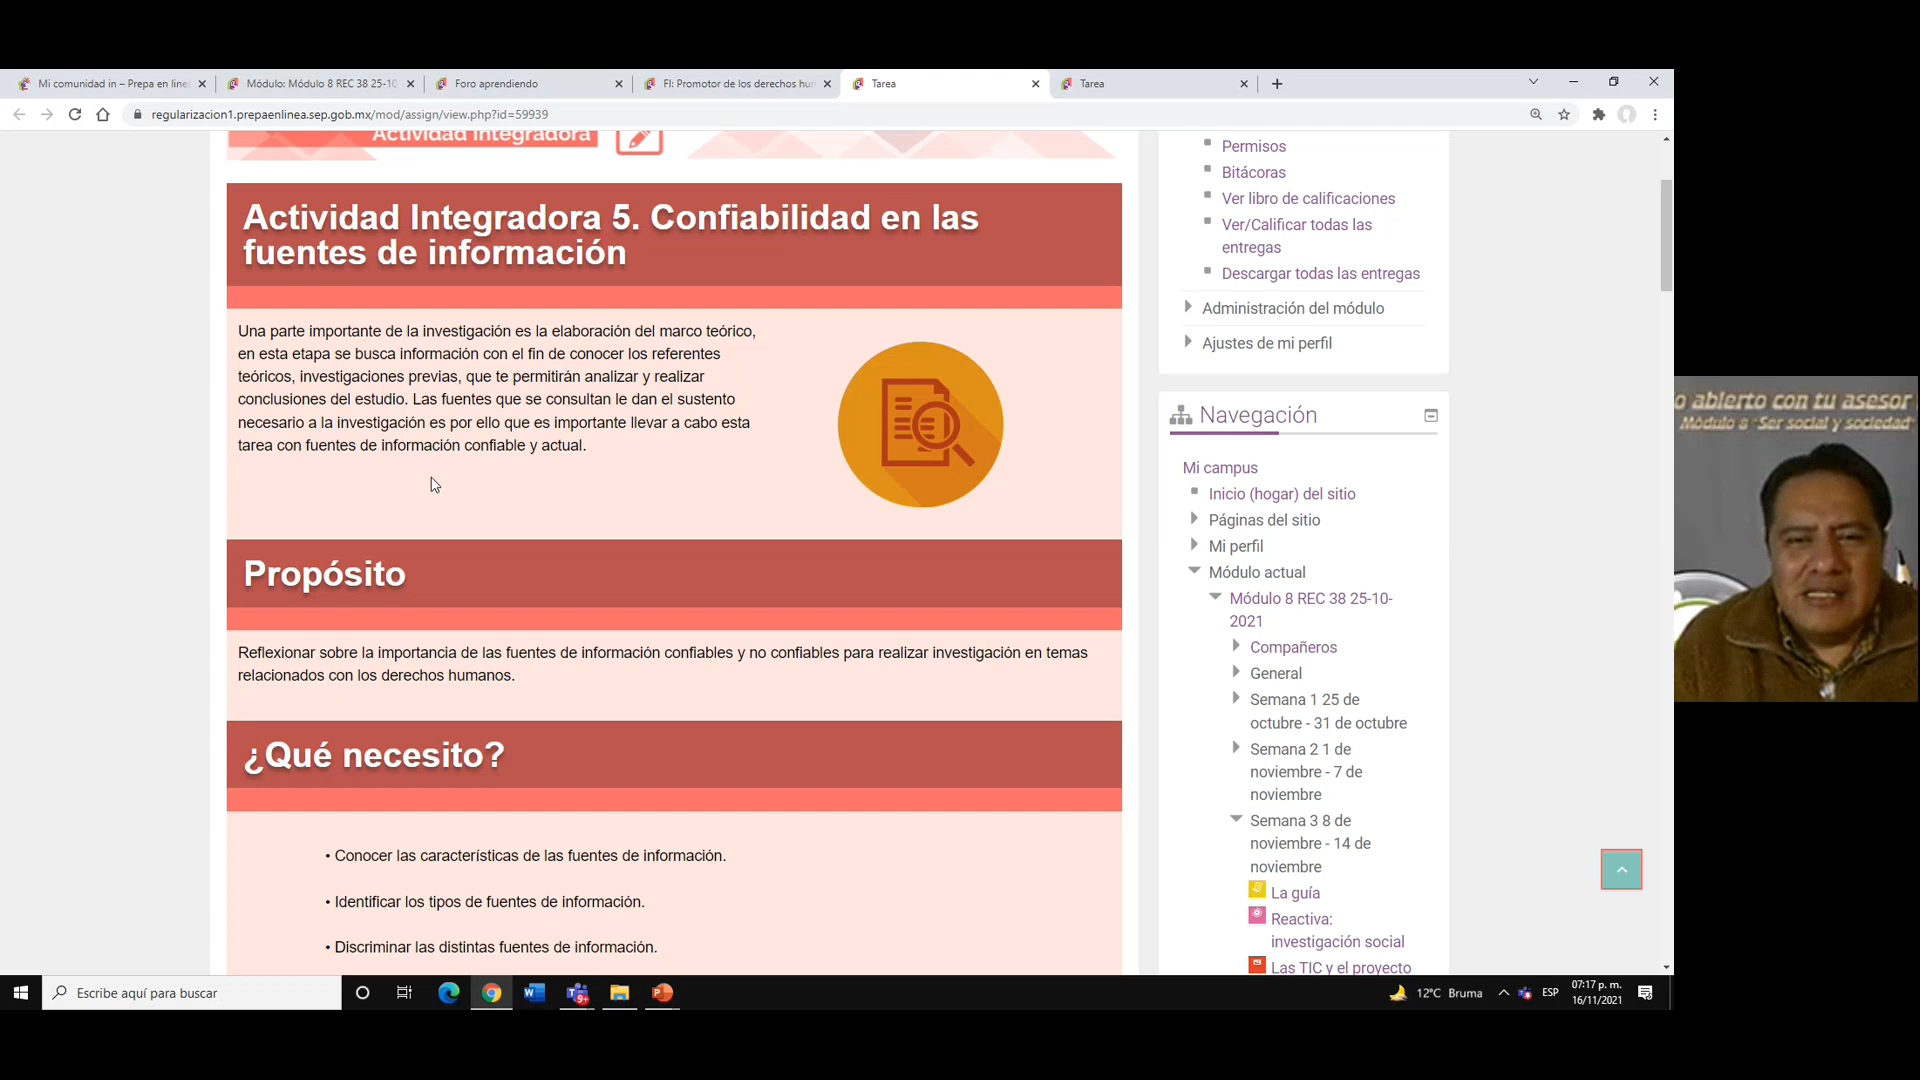 Mi comunidad in – Prepa en line
Módulo: Módulo 8 REC 38 25-10
Foro aprendiendo
FI: Promotor de los derechos hum
Tarea
Tarea
regularizacion1.prepaenlinea.sep.gob.mx/mod/assign/view.php?id=59939
Actividad Integradora
Actividad Integradora 5. Confiabilidad en las
fuentes de información
Una parte importante de la investigación es la elaboración del marco teórico,
en esta etapa se busca información con el fin de conocer los referentes
teóricos, investigaciones previas, que te permitirán analizar y realizar
conclusiones del estudio. Las fuentes que se consultan le dan el sustento
necesario a la investigación es por ello que es importante llevar a cabo esta
tarea con fuentes de información confiable y actual.
Propósito
Reflexionar sobre la importancia de las fuentes de información confiables y no confiables para realizar investigación en temas
relacionados con los derechos humanos.
¿Qué necesito?
• Conocer las características de las fuentes de información.
• Identificar los tipos de fuentes de información.
• Discriminar las distintas fuentes de información.
Permisos
Bitácoras
Ver libro de calificaciones
Ver/Calificar todas las
entregas
Descargar todas las entregas
Administración del módulo
Ajustes de mi perfil
Navegación
Mi campus
Inicio (hogar) del sitio
Páginas del sitio
Mi perfil
Módulo actual
Módulo 8 REC 38 25-10-
2021
Compañeros
General
Semana 1 25 de
octubre - 31 de octubre
Semana 2 1 de
noviembre - 7 de
noviembre
Semana 3 8 de
noviembre - 14 de
noviembre
La guía
Reactiva:
investigación social
Las TIC y el proyecto
o abierto con tu asesor
Módulo 8 "Ser social y sociedad"
Escribe aquí para buscar
9+
12°C Bruma
ESP
07:17 p. m.
16/11/2021